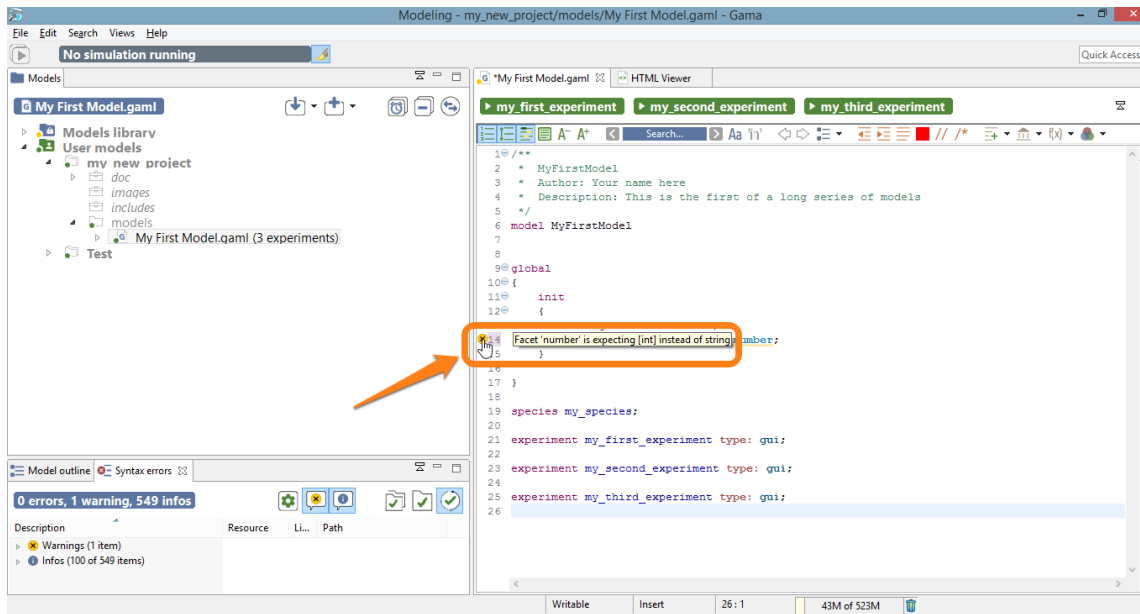 Modeling - my_new_project/models/My First Model.gaml - Gama
File Edit Search Views Help
No simulation running
Quick Access
Models
My First Model.gaml
Models library
User models
my_new_project
doc
images
includes
models
My First Model.gaml (3 experiments)
Test
Model outline
Syntax errors
0 errors, 1 warning, 549 infos
Description Resource Li... Path
Warnings (1 item)
Infos (100 of 549 items)
*My First Model.gaml
HTML Viewer
my_first_experiment
my_second_experiment
my_third_experiment
A- A+ Search... Aa 'in' // /* f(x)
1 /**
2 * MyFirstModel
3 * Author: Your name here
4 * Description: This is the first of a long series of models
5 */
6 model MyFirstModel
7
8
9 global
10 {
11 init
12 {
14 Facet 'number' is expecting [int] instead of string number;
15 }
16
17 }
18
19 species my_species;
20
21 experiment my_first_experiment type: gui;
22
23 experiment my_second_experiment type: gui;
24
25 experiment my_third_experiment type: gui;
26
Writable Insert 26 : 1 43M of 523M